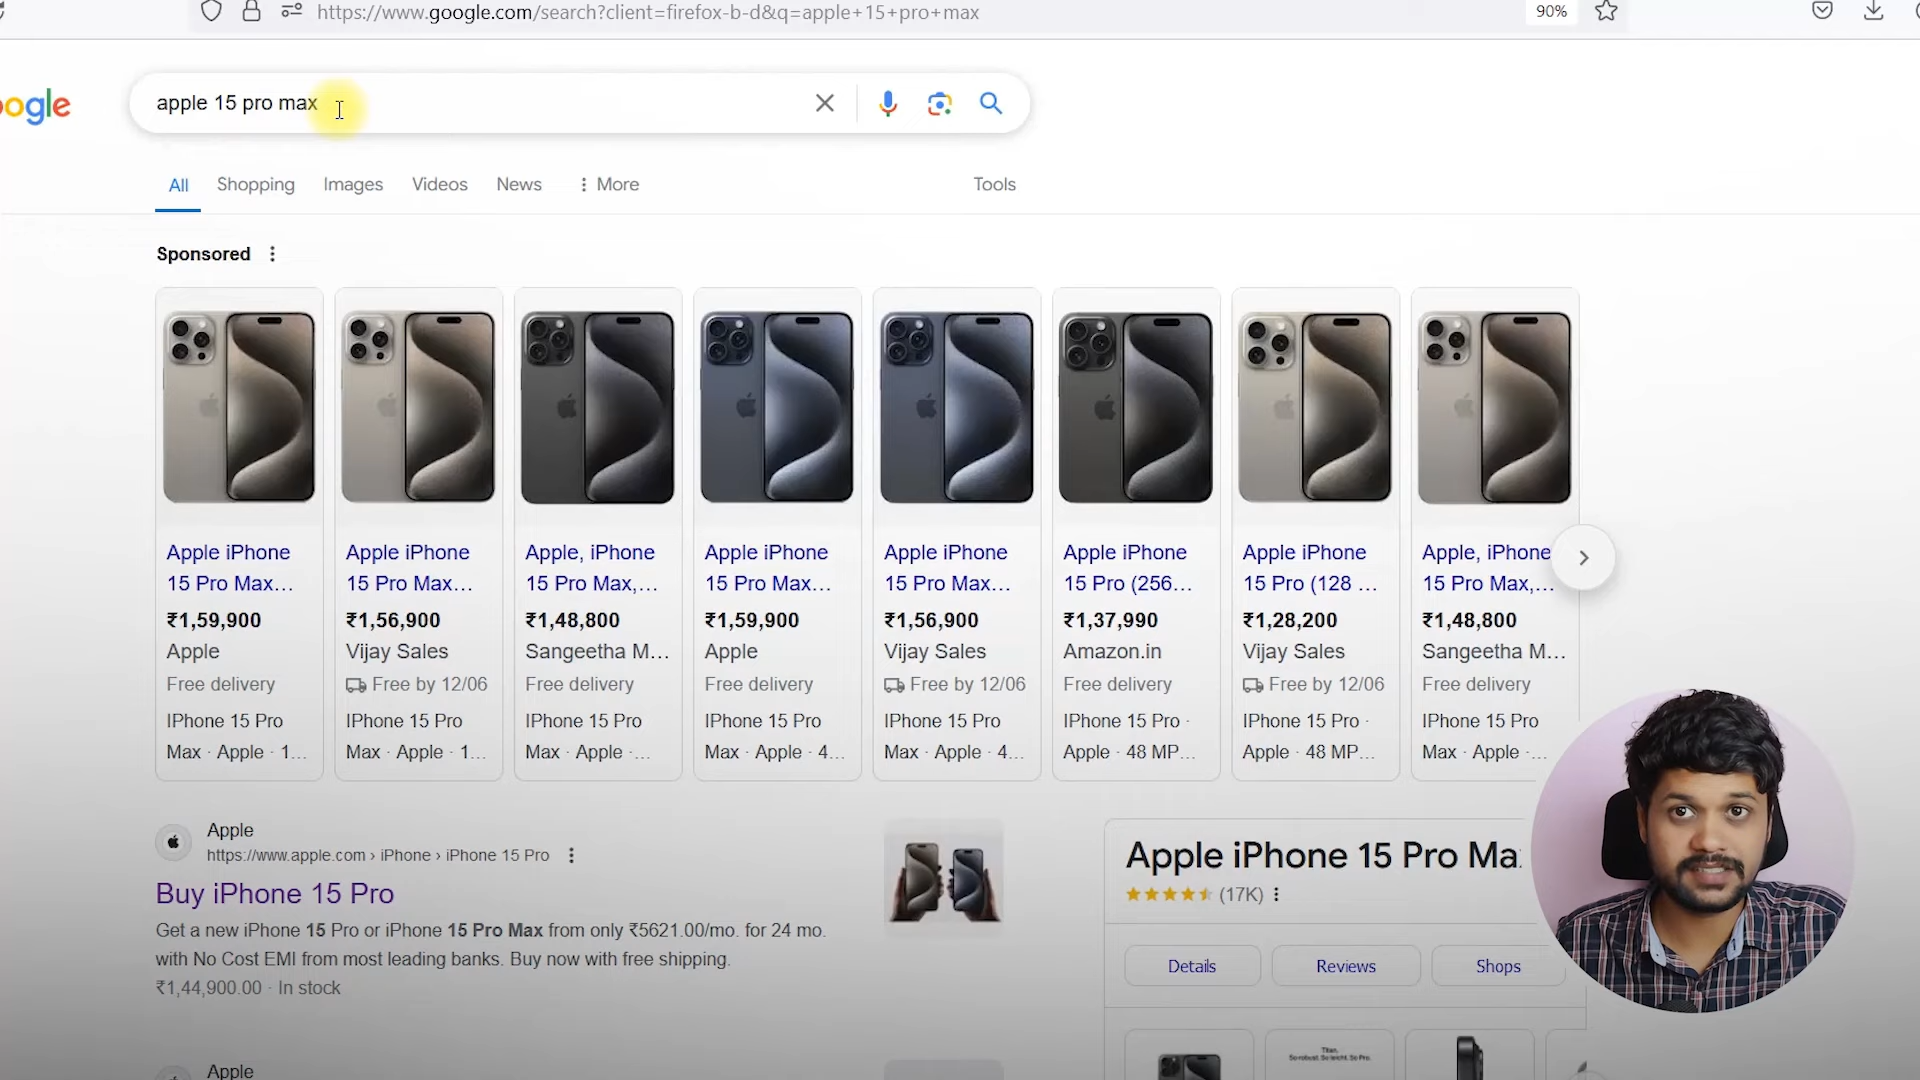 https://www.google.com/search?client=firefox-b-d&q=apple+15+pro+max
90%
ogle
apple 15 pro max
All Shopping Images Videos News More Tools
Sponsored
Apple iPhone
15 Pro Max...
₹1,59,900
Apple
Free delivery
IPhone 15 Pro
Max · Apple · 1...
Apple iPhone
15 Pro Max...
₹1,56,900
Vijay Sales
Free by 12/06
IPhone 15 Pro
Max · Apple · 1...
Apple, iPhone
15 Pro Max,...
₹1,48,800
Sangeetha M...
Free delivery
IPhone 15 Pro
Max · Apple · ...
Apple iPhone
15 Pro Max...
₹1,59,900
Apple
Free delivery
IPhone 15 Pro
Max · Apple · 4...
Apple iPhone
15 Pro Max...
₹1,56,900
Vijay Sales
Free by 12/06
IPhone 15 Pro
Max · Apple · 4...
Apple iPhone
15 Pro (256...
₹1,37,990
Amazon.in
Free delivery
IPhone 15 Pro ·
Apple · 48 MP...
Apple iPhone
15 Pro (128 ...
₹1,28,200
Vijay Sales
Free by 12/06
IPhone 15 Pro ·
Apple · 48 MP...
Apple, iPhone
15 Pro Max,...
₹1,48,800
Sangeetha M...
Free delivery
IPhone 15 Pro
Max · Apple · ...
Apple
https://www.apple.com › iPhone › iPhone 15 Pro
Buy iPhone 15 Pro
Get a new iPhone 15 Pro or iPhone 15 Pro Max from only ₹5621.00/mo. for 24 mo.
with No Cost EMI from most leading banks. Buy now with free shipping.
₹1,44,900.00 · In stock
Apple iPhone 15 Pro Ma
(17K)
Details Reviews Shops
Titan.
So robust. So leicht. So Pro.
Apple